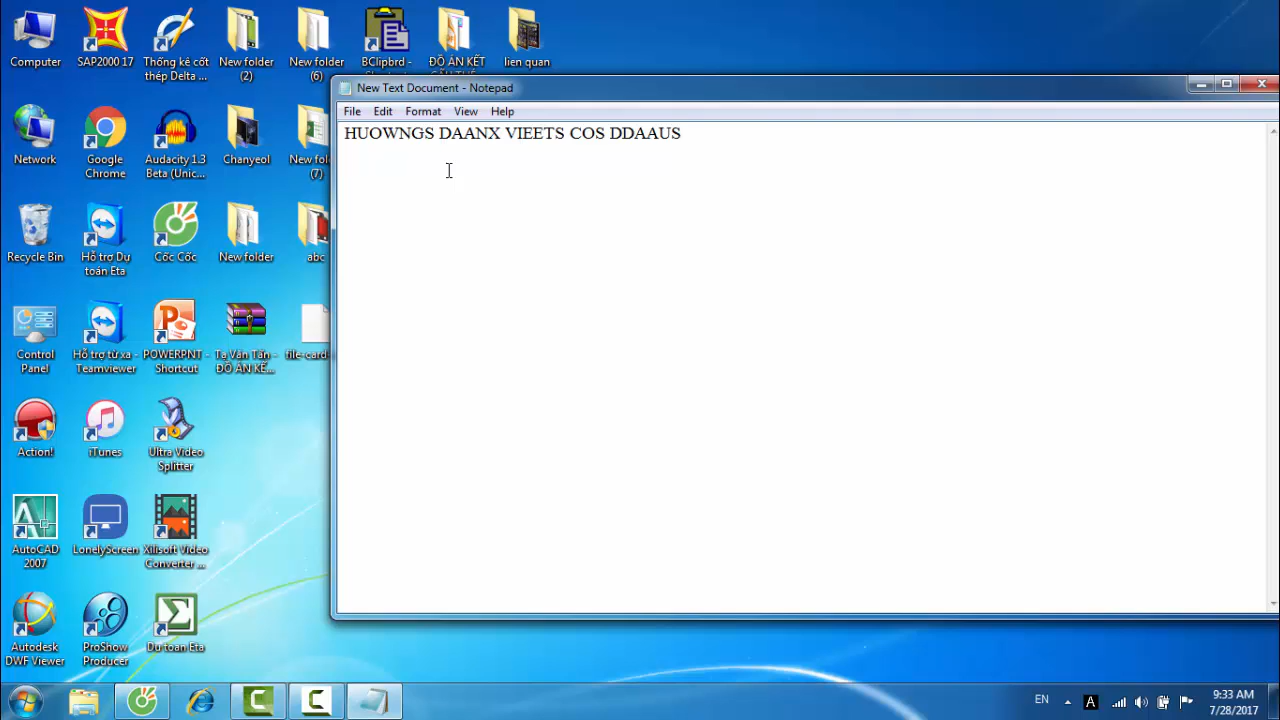 Computer
SAP2000 17
Thống kê cốt
thép Delta ...
New folder
(2)
New folder
(6)
BClipbrd -
ĐỒ ÁN KẾT
lien quan
New Text Document - Notepad
File Edit Format View Help
HUOWNGS DAANX VIEETS COS DDAAUS
Network
Google
Chrome
Audacity 1.3
Beta (Unic...
Chanyeol
(7)
Recycle Bin
Hỗ trợ Dự
toán Eta
Cốc Cốc
New folder
abc
Control
Panel
Hỗ trợ từ xa -
Teamviewer
POWERPNT -
Shortcut
Tạ Văn Tấn -
ĐỒ ÁN KẾ...
file-card-
Action!
iTunes
Ultra Video
Splitter
AutoCAD
2007
LonelyScreen
Xilisoft Video
Converter ...
Autodesk
DWF Viewer
ProShow
Producer
Dự toán Eta
EN
A
9:33 AM
7/28/2017